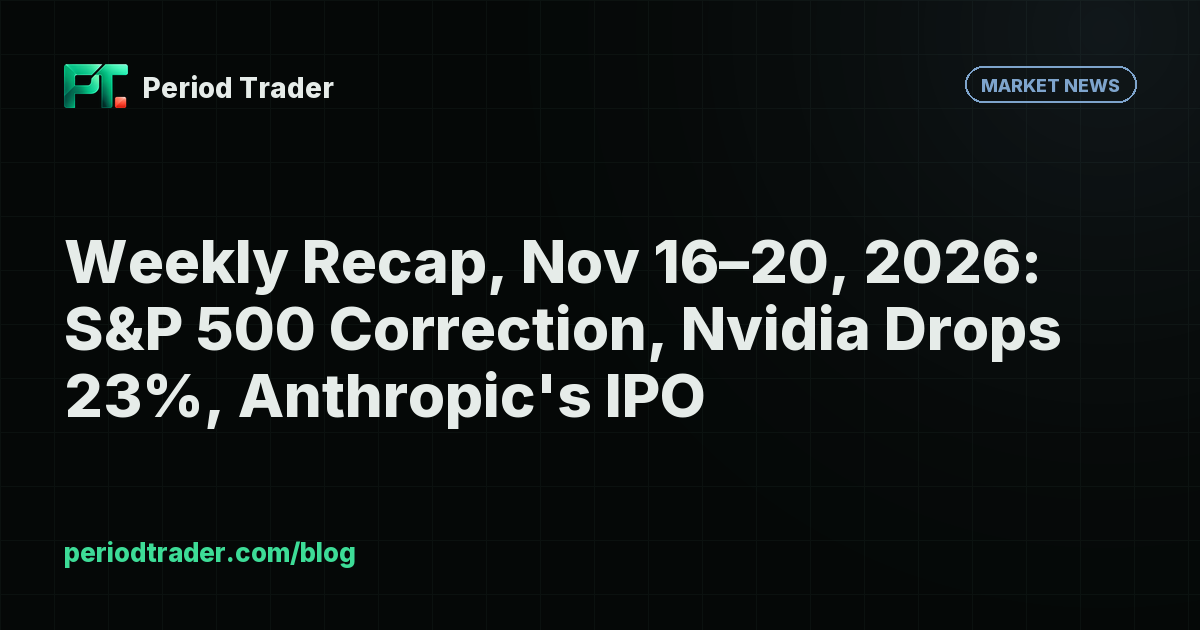 PT.
Period Trader
MARKET NEWS
Weekly Recap, Nov 16–20, 2026:
S&P 500 Correction, Nvidia Drops
23%, Anthropic's IPO
periodtrader.com/blog